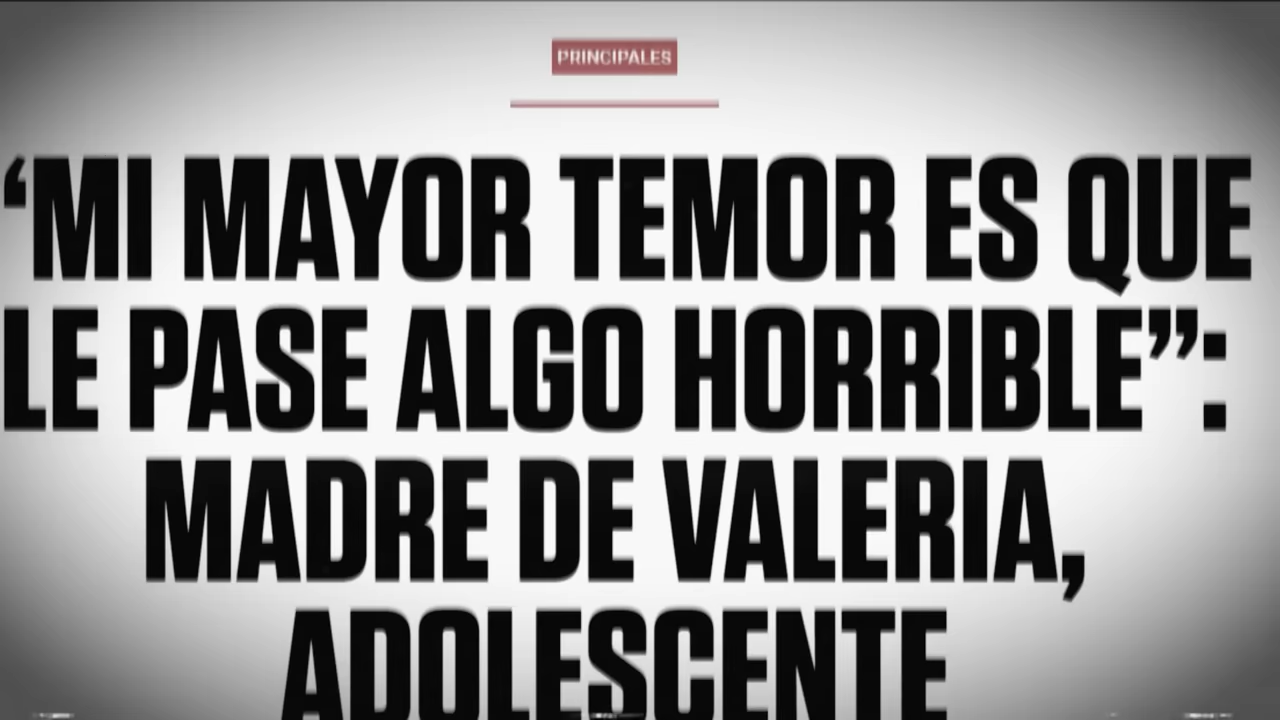 PRINCIPALES
‘MI MAYOR TEMOR ES QUE
LE PASE ALGO HORRIBLE”:
MADRE DE VALERIA,
ADOLESCENTE